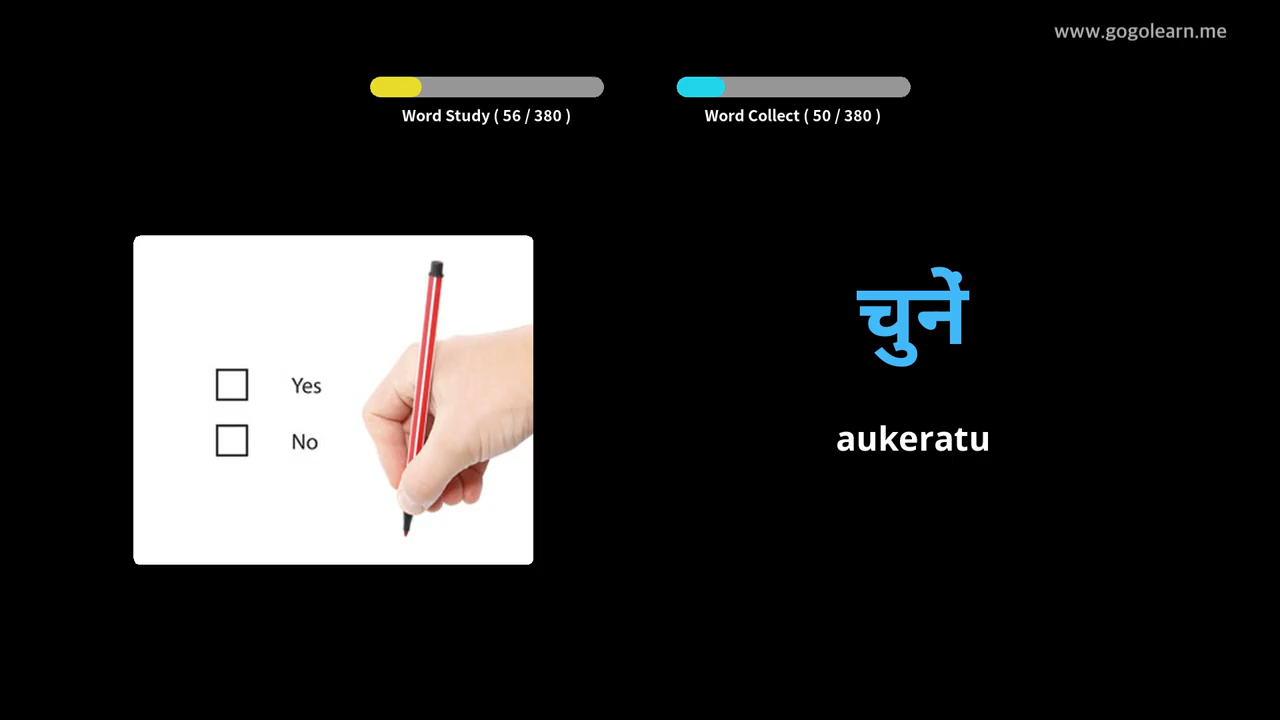 www.gogolearn.me
Word Study ( 56 / 380 )
Word Collect ( 50 / 380 )
Yes
No
चुनें
aukeratu